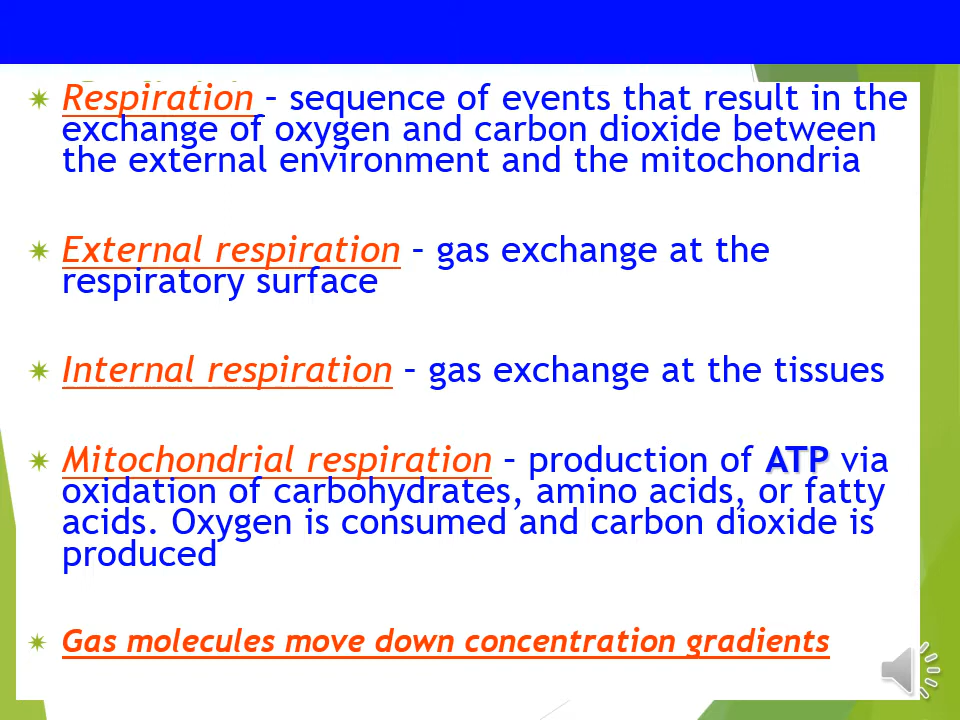 Respiration – sequence of events that result in the
exchange of oxygen and carbon dioxide between
the external environment and the mitochondria
External respiration – gas exchange at the
respiratory surface
Internal respiration – gas exchange at the tissues
Mitochondrial respiration – production of ATP via
oxidation of carbohydrates, amino acids, or fatty
acids. Oxygen is consumed and carbon dioxide is
produced
Gas molecules move down concentration gradients